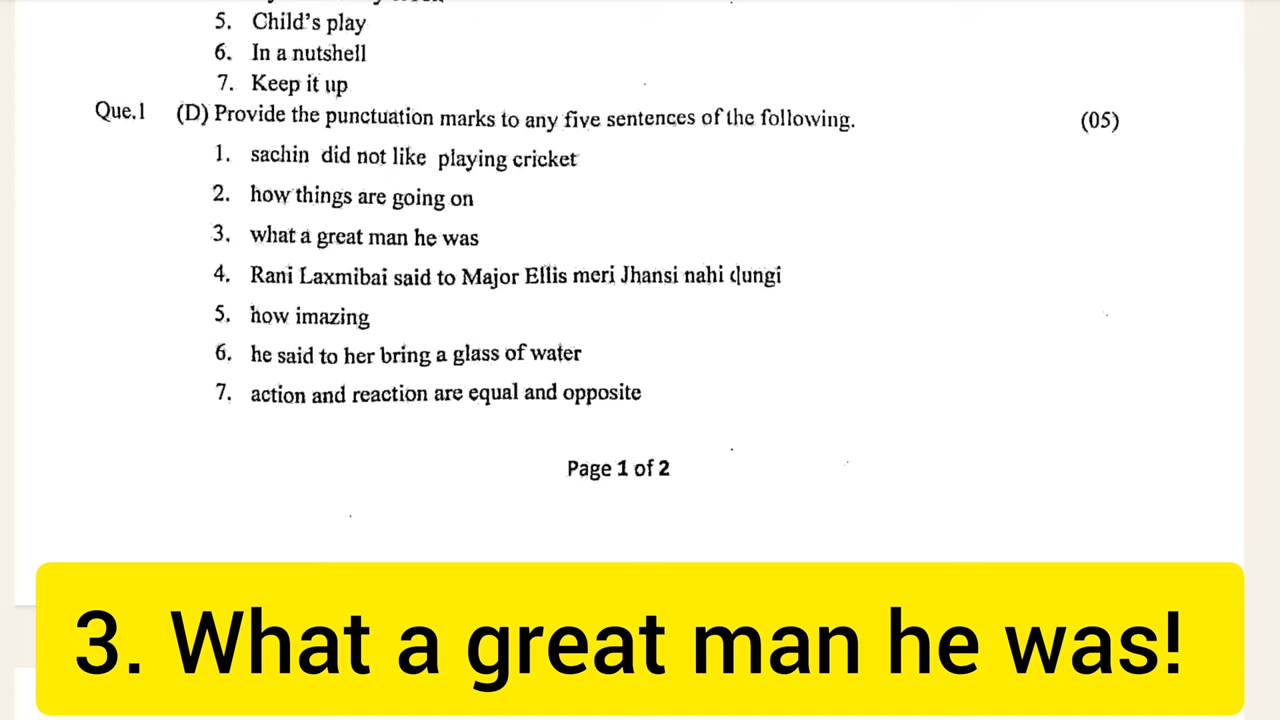 5. Child's play
6. In a nutshell
7. Keep it up
Que.1 (D) Provide the punctuation marks to any five sentences of the following. (05)
1. sachin did not like playing cricket
2. how things are going on
3. what a great man he was
4. Rani Laxmibai said to Major Ellis meri Jhansi nahi dungi
5. how imazing
6. he said to her bring a glass of water
7. action and reaction are equal and opposite
Page 1 of 2
3. What a great man he was!